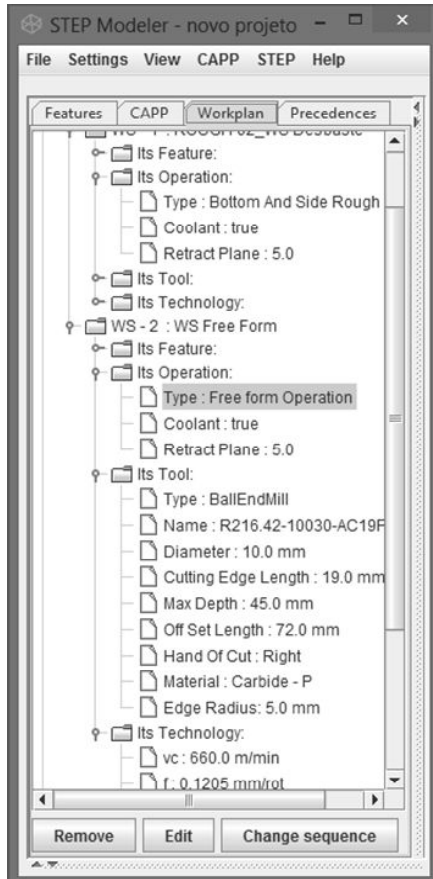 STEP Modeler - novo projeto
File Settings View CAPP STEP Help
Features CAPP Workplan Precedences
WS - 1 : ROUGH 02_WS Desbaste
Its Feature:
Its Operation:
Type : Bottom And Side Rough
Coolant : true
Retract Plane : 5.0
Its Tool:
Its Technology:
WS - 2 : WS Free Form
Its Feature:
Its Operation:
Type : Free form Operation
Coolant : true
Retract Plane : 5.0
Its Tool:
Type : BallEndMill
Name : R216.42-10030-AC19F
Diameter : 10.0 mm
Cutting Edge Length : 19.0 mm
Max Depth : 45.0 mm
Off Set Length : 72.0 mm
Hand Of Cut : Right
Material : Carbide - P
Edge Radius: 5.0 mm
Its Technology:
vc : 660.0 m/min
f : 0.1205 mm/rot
Remove Edit Change sequence